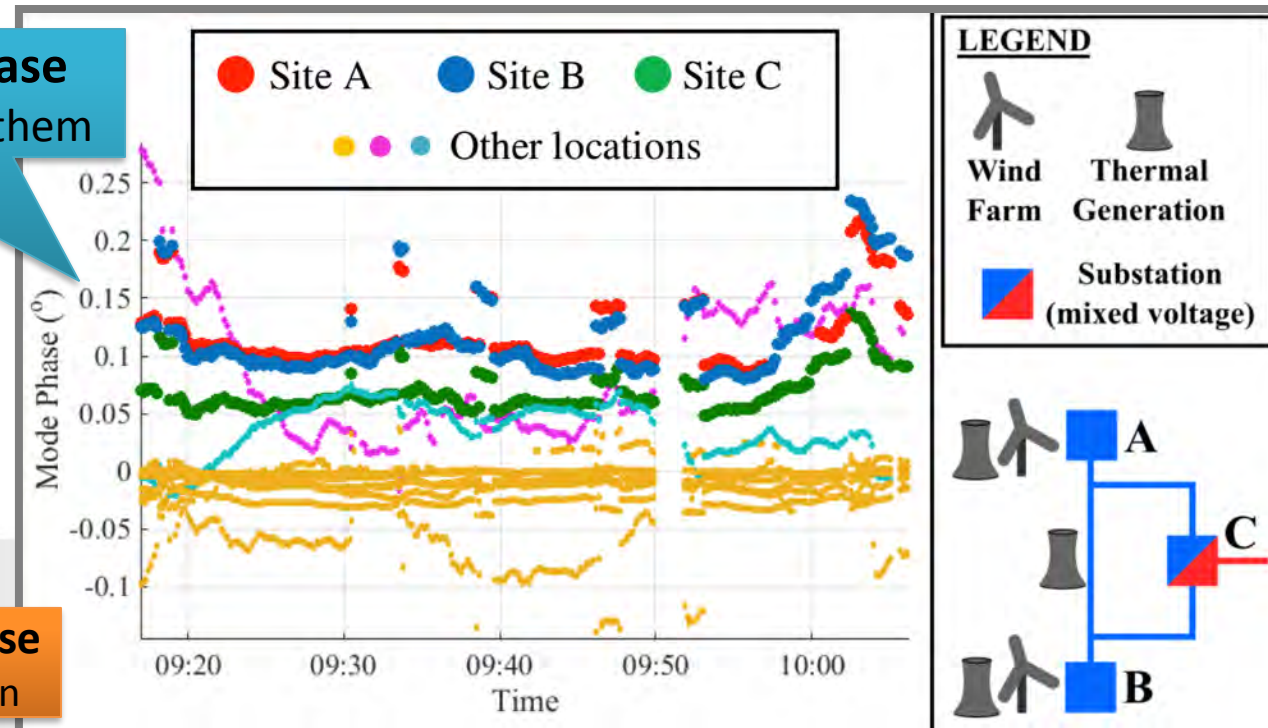 ase
them
se
n
Site A Site B Site C
Other locations
Mode Phase (°)
0.25
0.2
0.15
0.1
0.05
0
-0.05
-0.1
09:20 09:30 09:40 09:50 10:00
Time
LEGEND
Wind Farm
Thermal Generation
Substation
(mixed voltage)
A
C
B